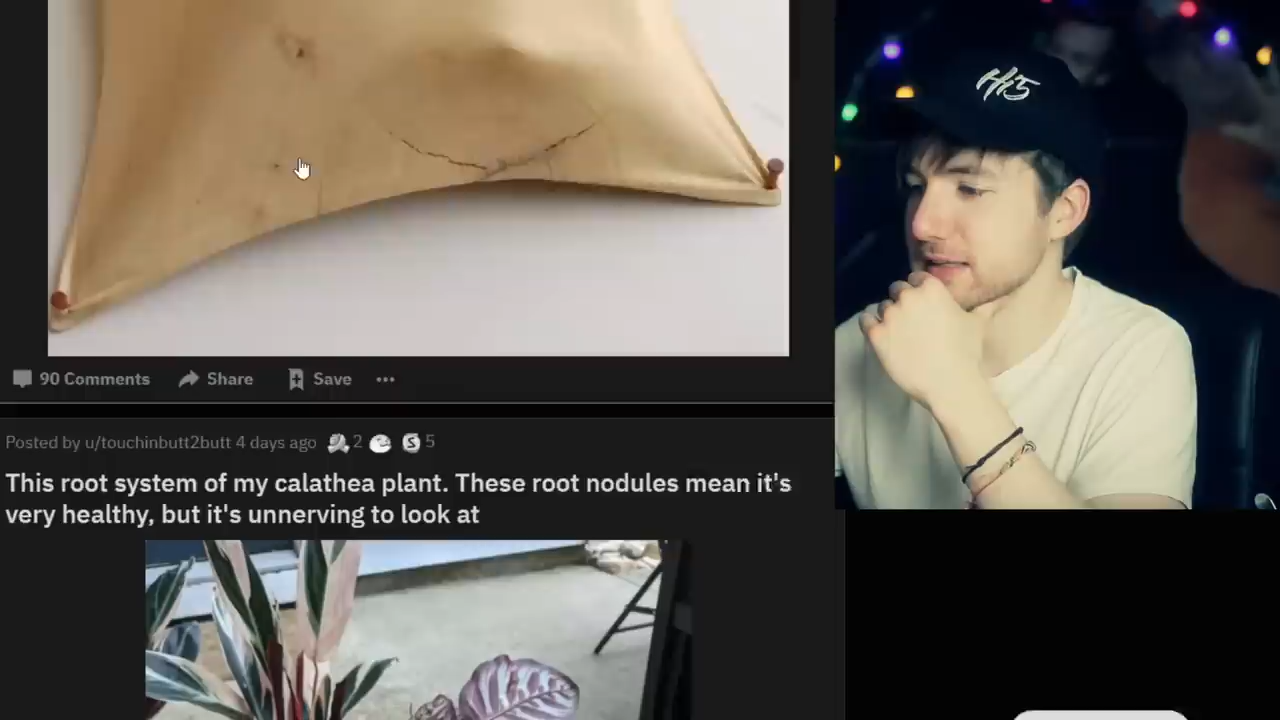 Hi5
90 Comments Share Save
Posted by u/touchinbutt2butt 4 days ago 2 S 5
This root system of my calathea plant. These root nodules mean it's
very healthy, but it's unnerving to look at